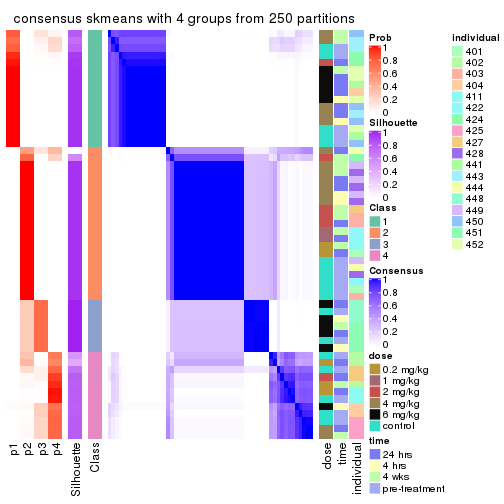 consensus skmeans with 4 groups from 250 partitions
Prob
1
0.8
0.6
0.4
0.2
0
Silhouette
1
0.8
0.6
0.4
0.2
0
Class
1
2
3
4
Consensus
1
0.8
0.6
0.4
0.2
0
dose
0.2 mg/kg
1 mg/kg
2 mg/kg
4 mg/kg
6 mg/kg
control
time
24 hrs
4 hrs
4 wks
pre-treatment
individual
401
402
403
404
411
422
424
425
427
428
441
443
444
448
449
450
451
452
p1
p2
p3
p4
Silhouette
Class
dose
time
individual